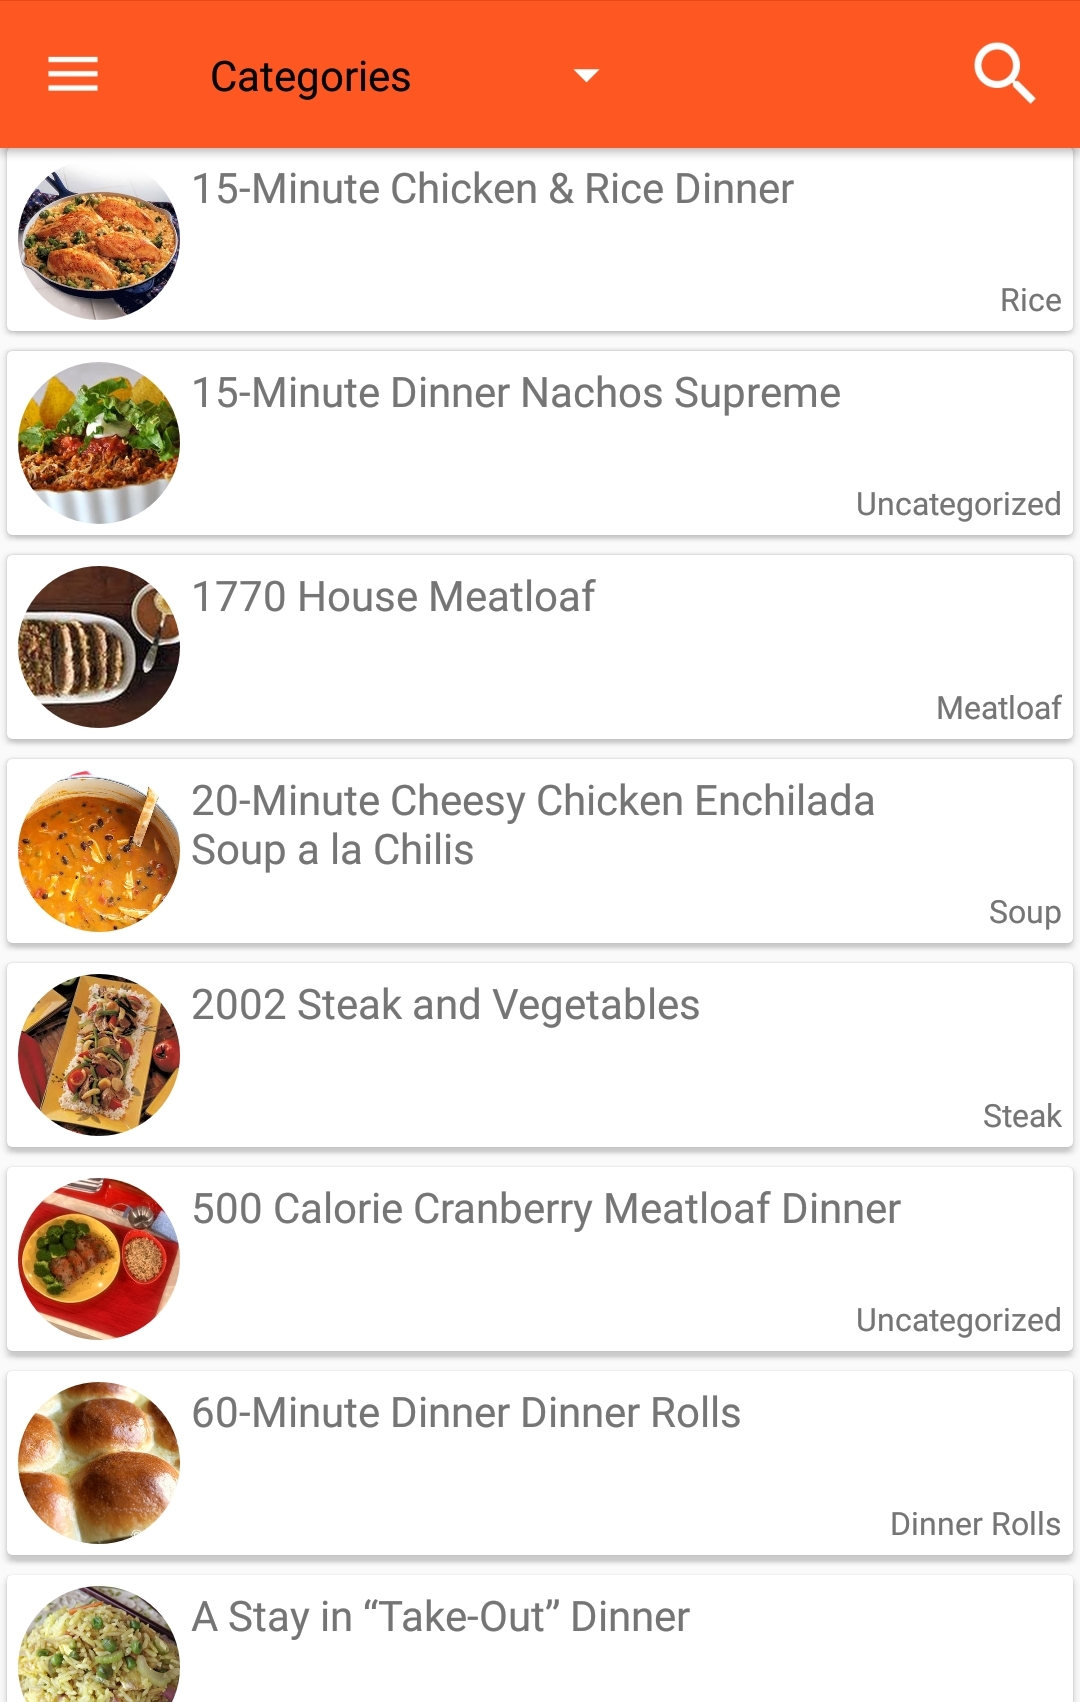 Categories
15-Minute Chicken & Rice Dinner
Rice
15-Minute Dinner Nachos Supreme
Uncategorized
1770 House Meatloaf
Meatloaf
20-Minute Cheesy Chicken Enchilada
Soup a la Chilis
Soup
2002 Steak and Vegetables
Steak
500 Calorie Cranberry Meatloaf Dinner
Uncategorized
60-Minute Dinner Dinner Rolls
Dinner Rolls
A Stay in “Take-Out” Dinner